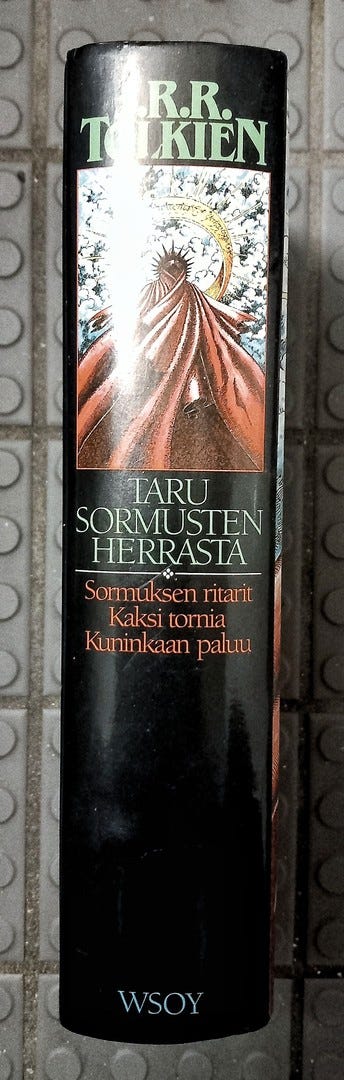 J.R.R.
TOLKIEN
TARU
SORMUSTEN
HERRASTA
Sormuksen ritarit
Kaksi tornia
Kuninkaan paluu
WSOY